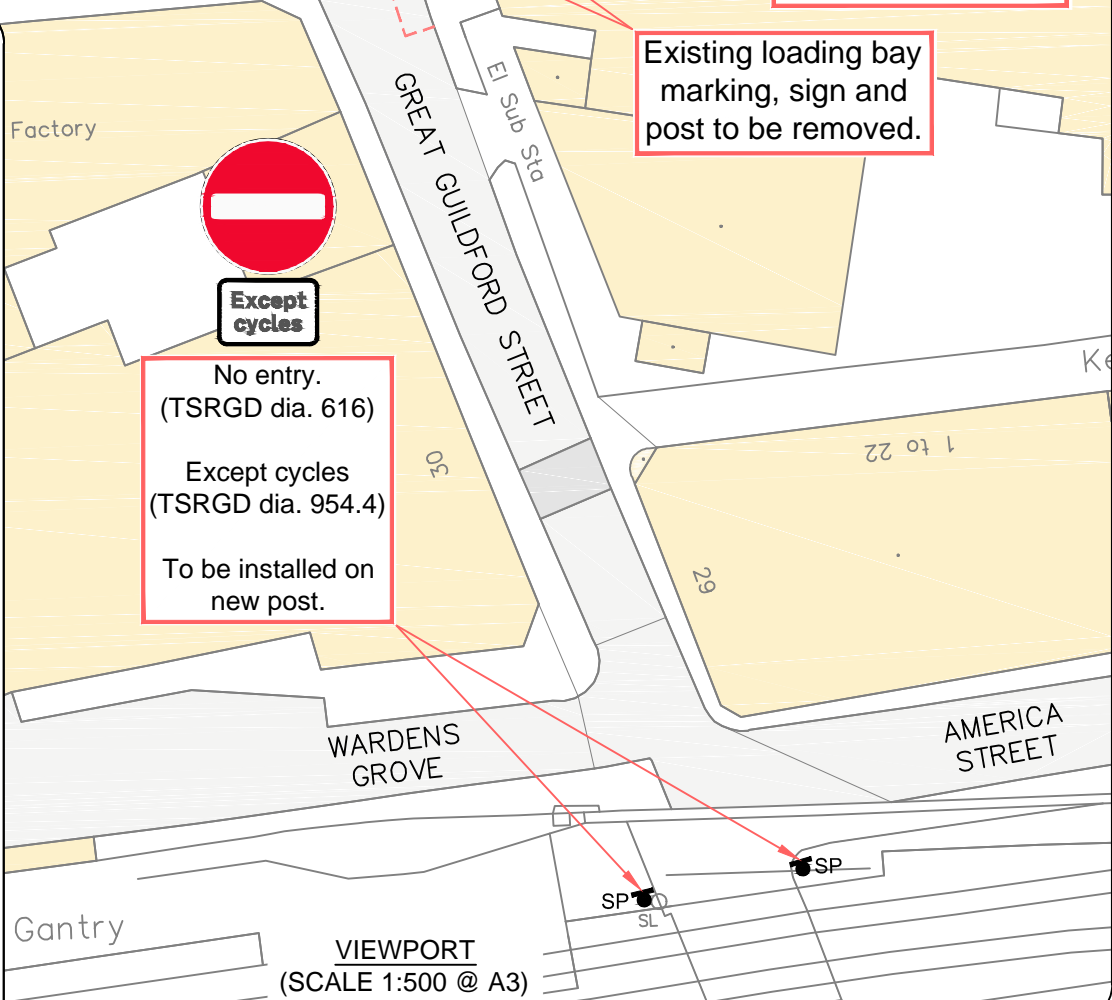 Existing loading bay
marking, sign and
post to be removed.
Factory
GREAT GUILDFORD STREET
El Sub Sta
Except
cycles
No entry.
(TSRGD dia. 616)
Except cycles
(TSRGD dia. 954.4)
To be installed on
new post.
30
1 to 22
29
WARDENS
GROVE
AMERICA
STREET
SP
SP
SL
Gantry
VIEWPORT
(SCALE 1:500 @ A3)